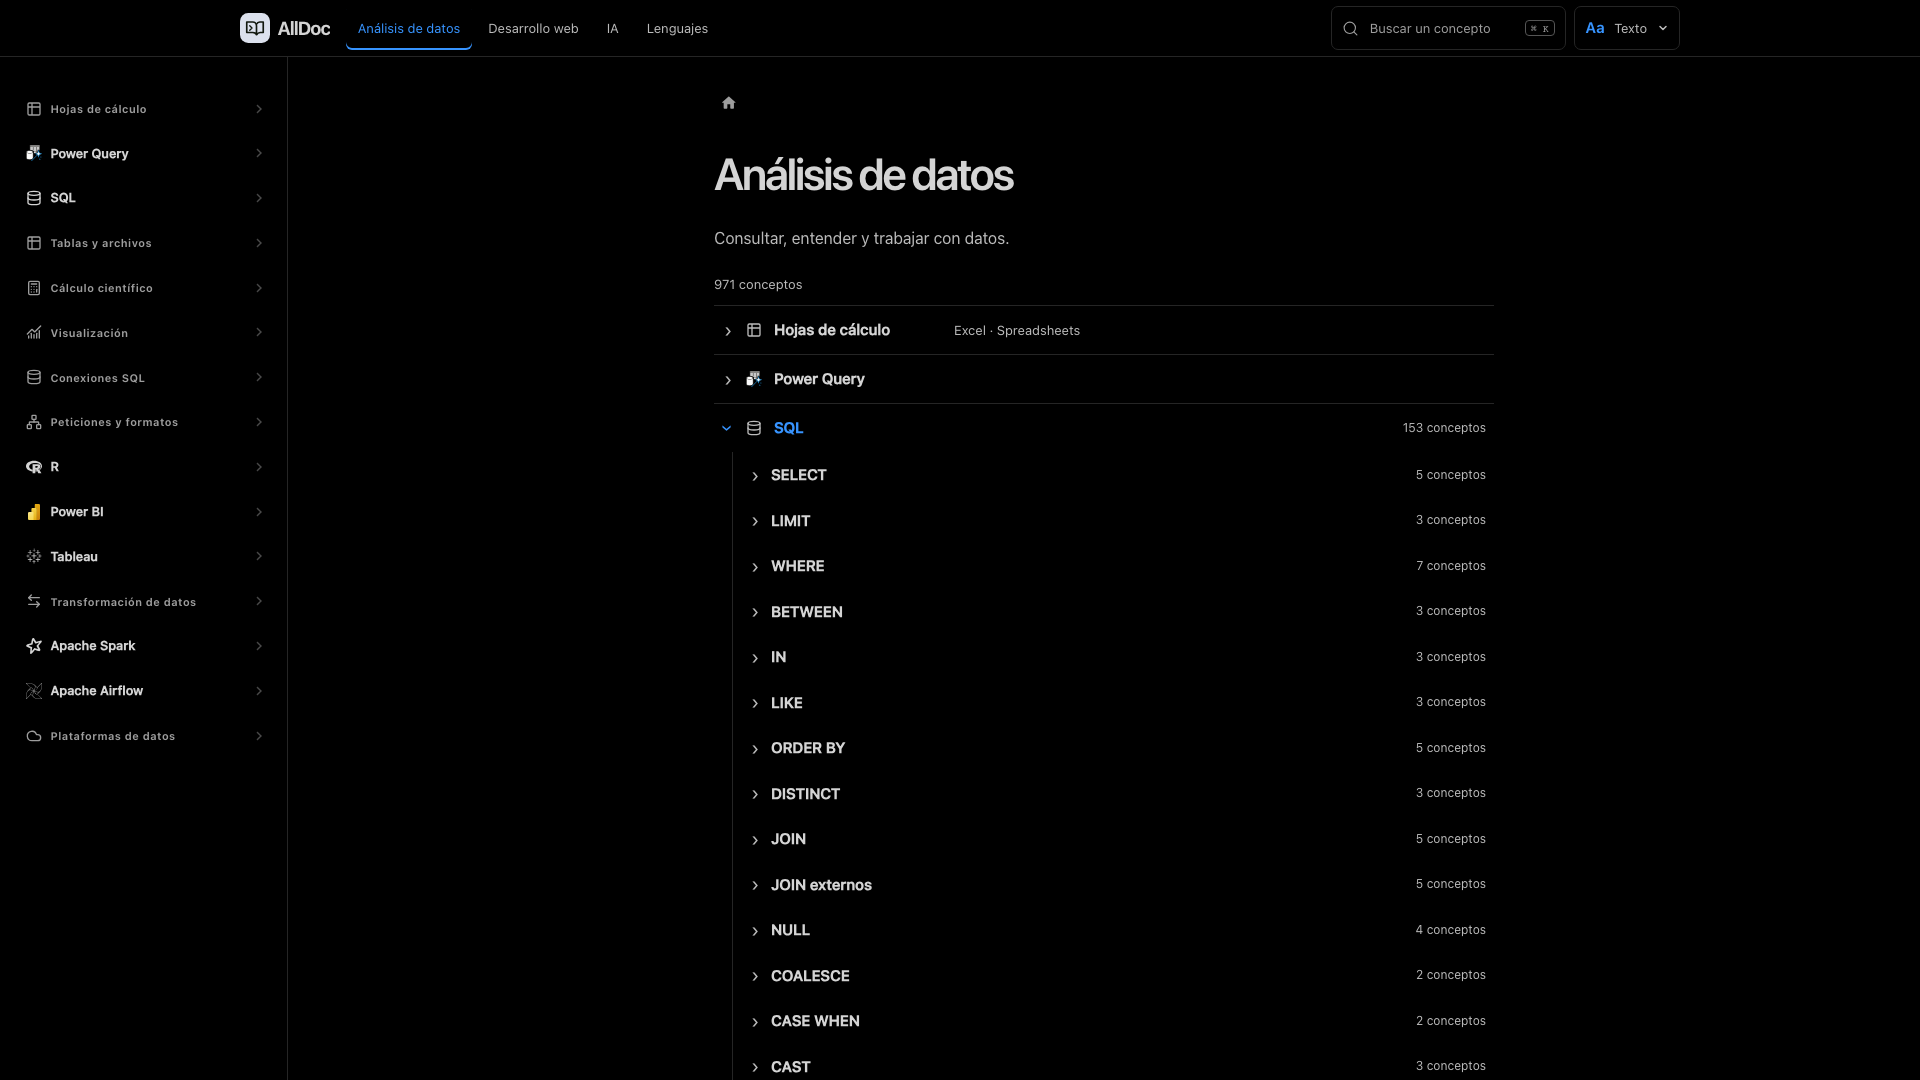 AllDoc
Análisis de datos
Desarrollo web
IA
Lenguajes
Buscar un concepto
⌘ K
Aa Texto
Hojas de cálculo
Power Query
SQL
Tablas y archivos
Cálculo científico
Visualización
Conexiones SQL
Peticiones y formatos
R
Power BI
Tableau
Transformación de datos
Apache Spark
Apache Airflow
Plataformas de datos
Análisis de datos
Consultar, entender y trabajar con datos.
971 conceptos
Hojas de cálculo Excel · Spreadsheets
Power Query
SQL 153 conceptos
SELECT 5 conceptos
LIMIT 3 conceptos
WHERE 7 conceptos
BETWEEN 3 conceptos
IN 3 conceptos
LIKE 3 conceptos
ORDER BY 5 conceptos
DISTINCT 3 conceptos
JOIN 5 conceptos
JOIN externos 5 conceptos
NULL 4 conceptos
COALESCE 2 conceptos
CASE WHEN 2 conceptos
CAST 3 conceptos